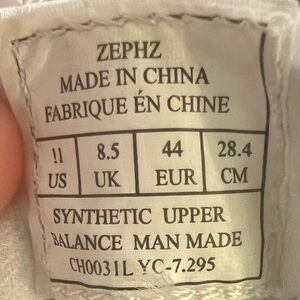 ZEPHZ
MADE IN CHINA
FABRIQUE ÉN CHINE
11 8.5 44 28.4
US UK EUR CM
SYNTHETIC UPPER
BALANCE MAN MADE
CH0031L YC-7.295